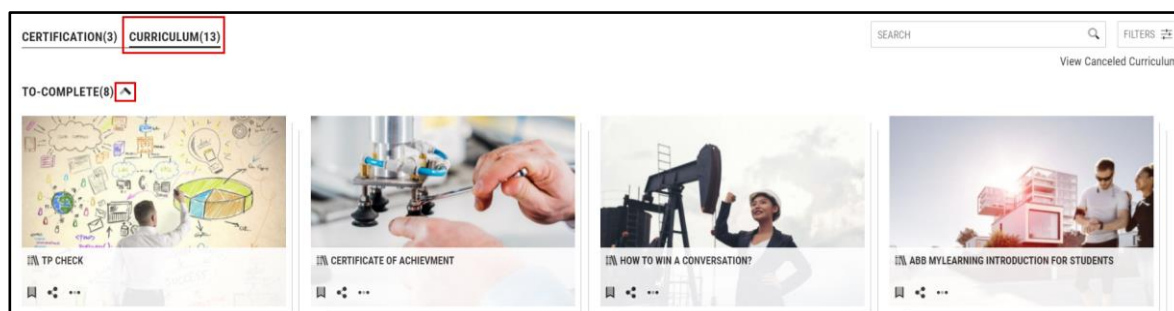 CERTIFICATION(3) CURRICULUM(13)
SEARCH
FILTERS
View Canceled Curriculum
TO-COMPLETE(8)
TP CHECK
CERTIFICATE OF ACHIEVMENT
HOW TO WIN A CONVERSATION?
ABB MYLEARNING INTRODUCTION FOR STUDENTS